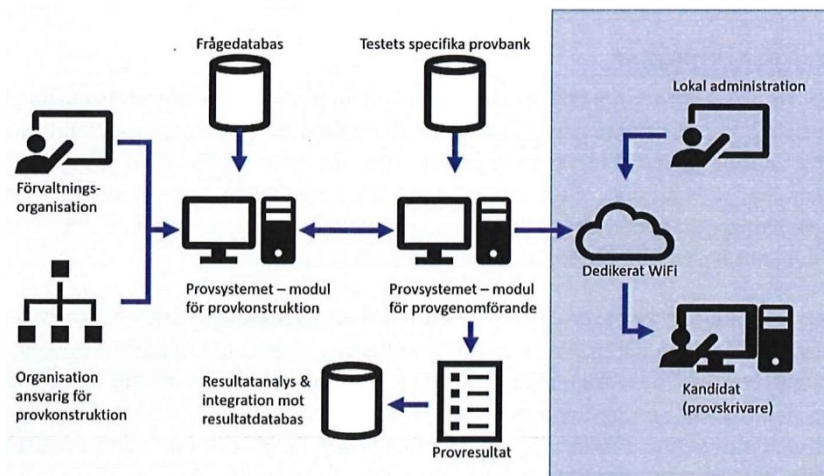 Frågedatabas
Testets specifika provbank
Lokal administration
Förvaltnings-
organisation
Provsystemet – modul
för provkonstruktion
Provsystemet – modul
för provgenomförande
Dedikerat WiFi
Organisation
ansvarig för
provkonstruktion
Resultatanalys &
integration mot
resultatdatabas
Provresultat
Kandidat
(provskrivare)